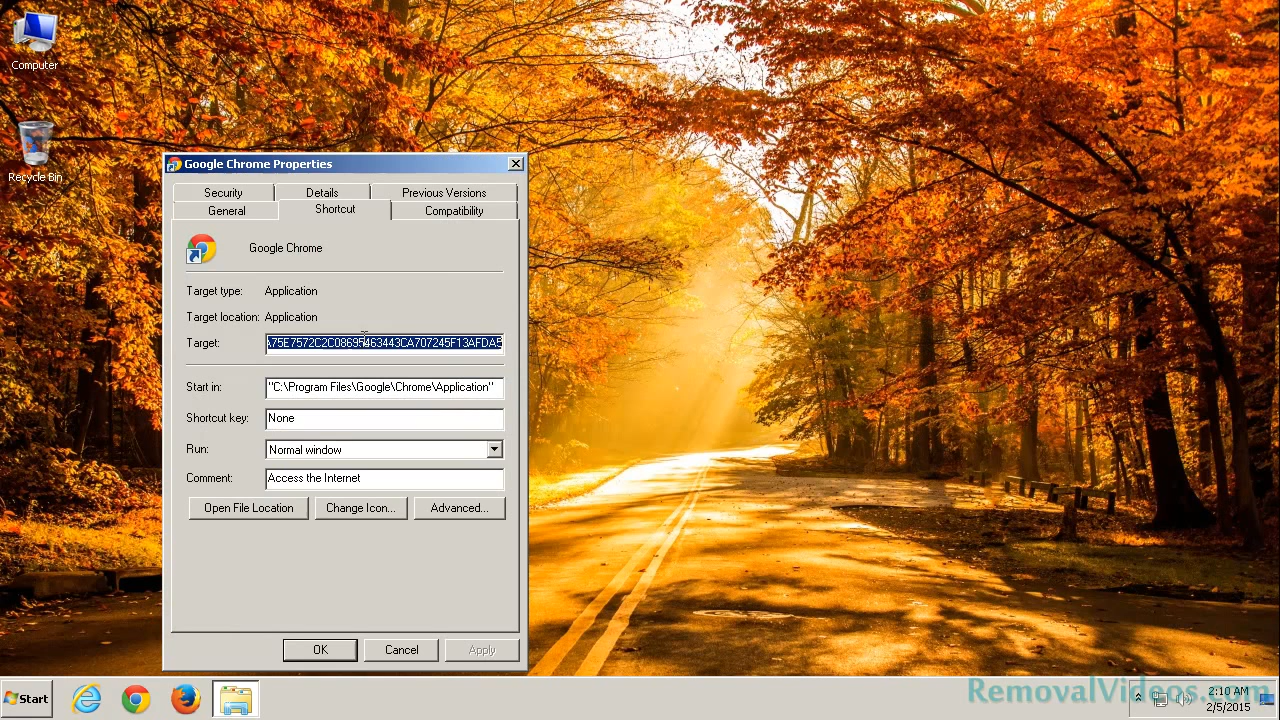 Computer
Recycle Bin
Google Chrome Properties
Security Details Previous Versions
General Shortcut Compatibility
Google Chrome
Target type: Application
Target location: Application
Target: A75E7572C2C08695463443CA707245F13AFDA5
Start in: "C:\Program Files\Google\Chrome\Application"
Shortcut key: None
Run: Normal window
Comment: Access the Internet
Open File Location Change Icon... Advanced...
OK Cancel Apply
Start
RemovalVideos.com
2:10 AM
2/5/2015